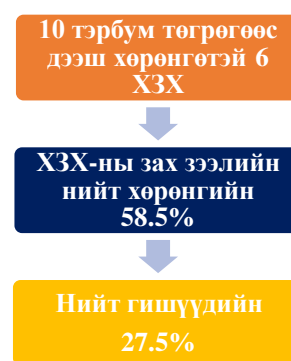 10 тэрбум төгрөгөөс
дээш хөрөнгөтэй 6
ХЗХ
ХЗХ-ны зах зээлийн
нийт хөрөнгийн
58.5%
Нийт гишүүдийн
27.5%